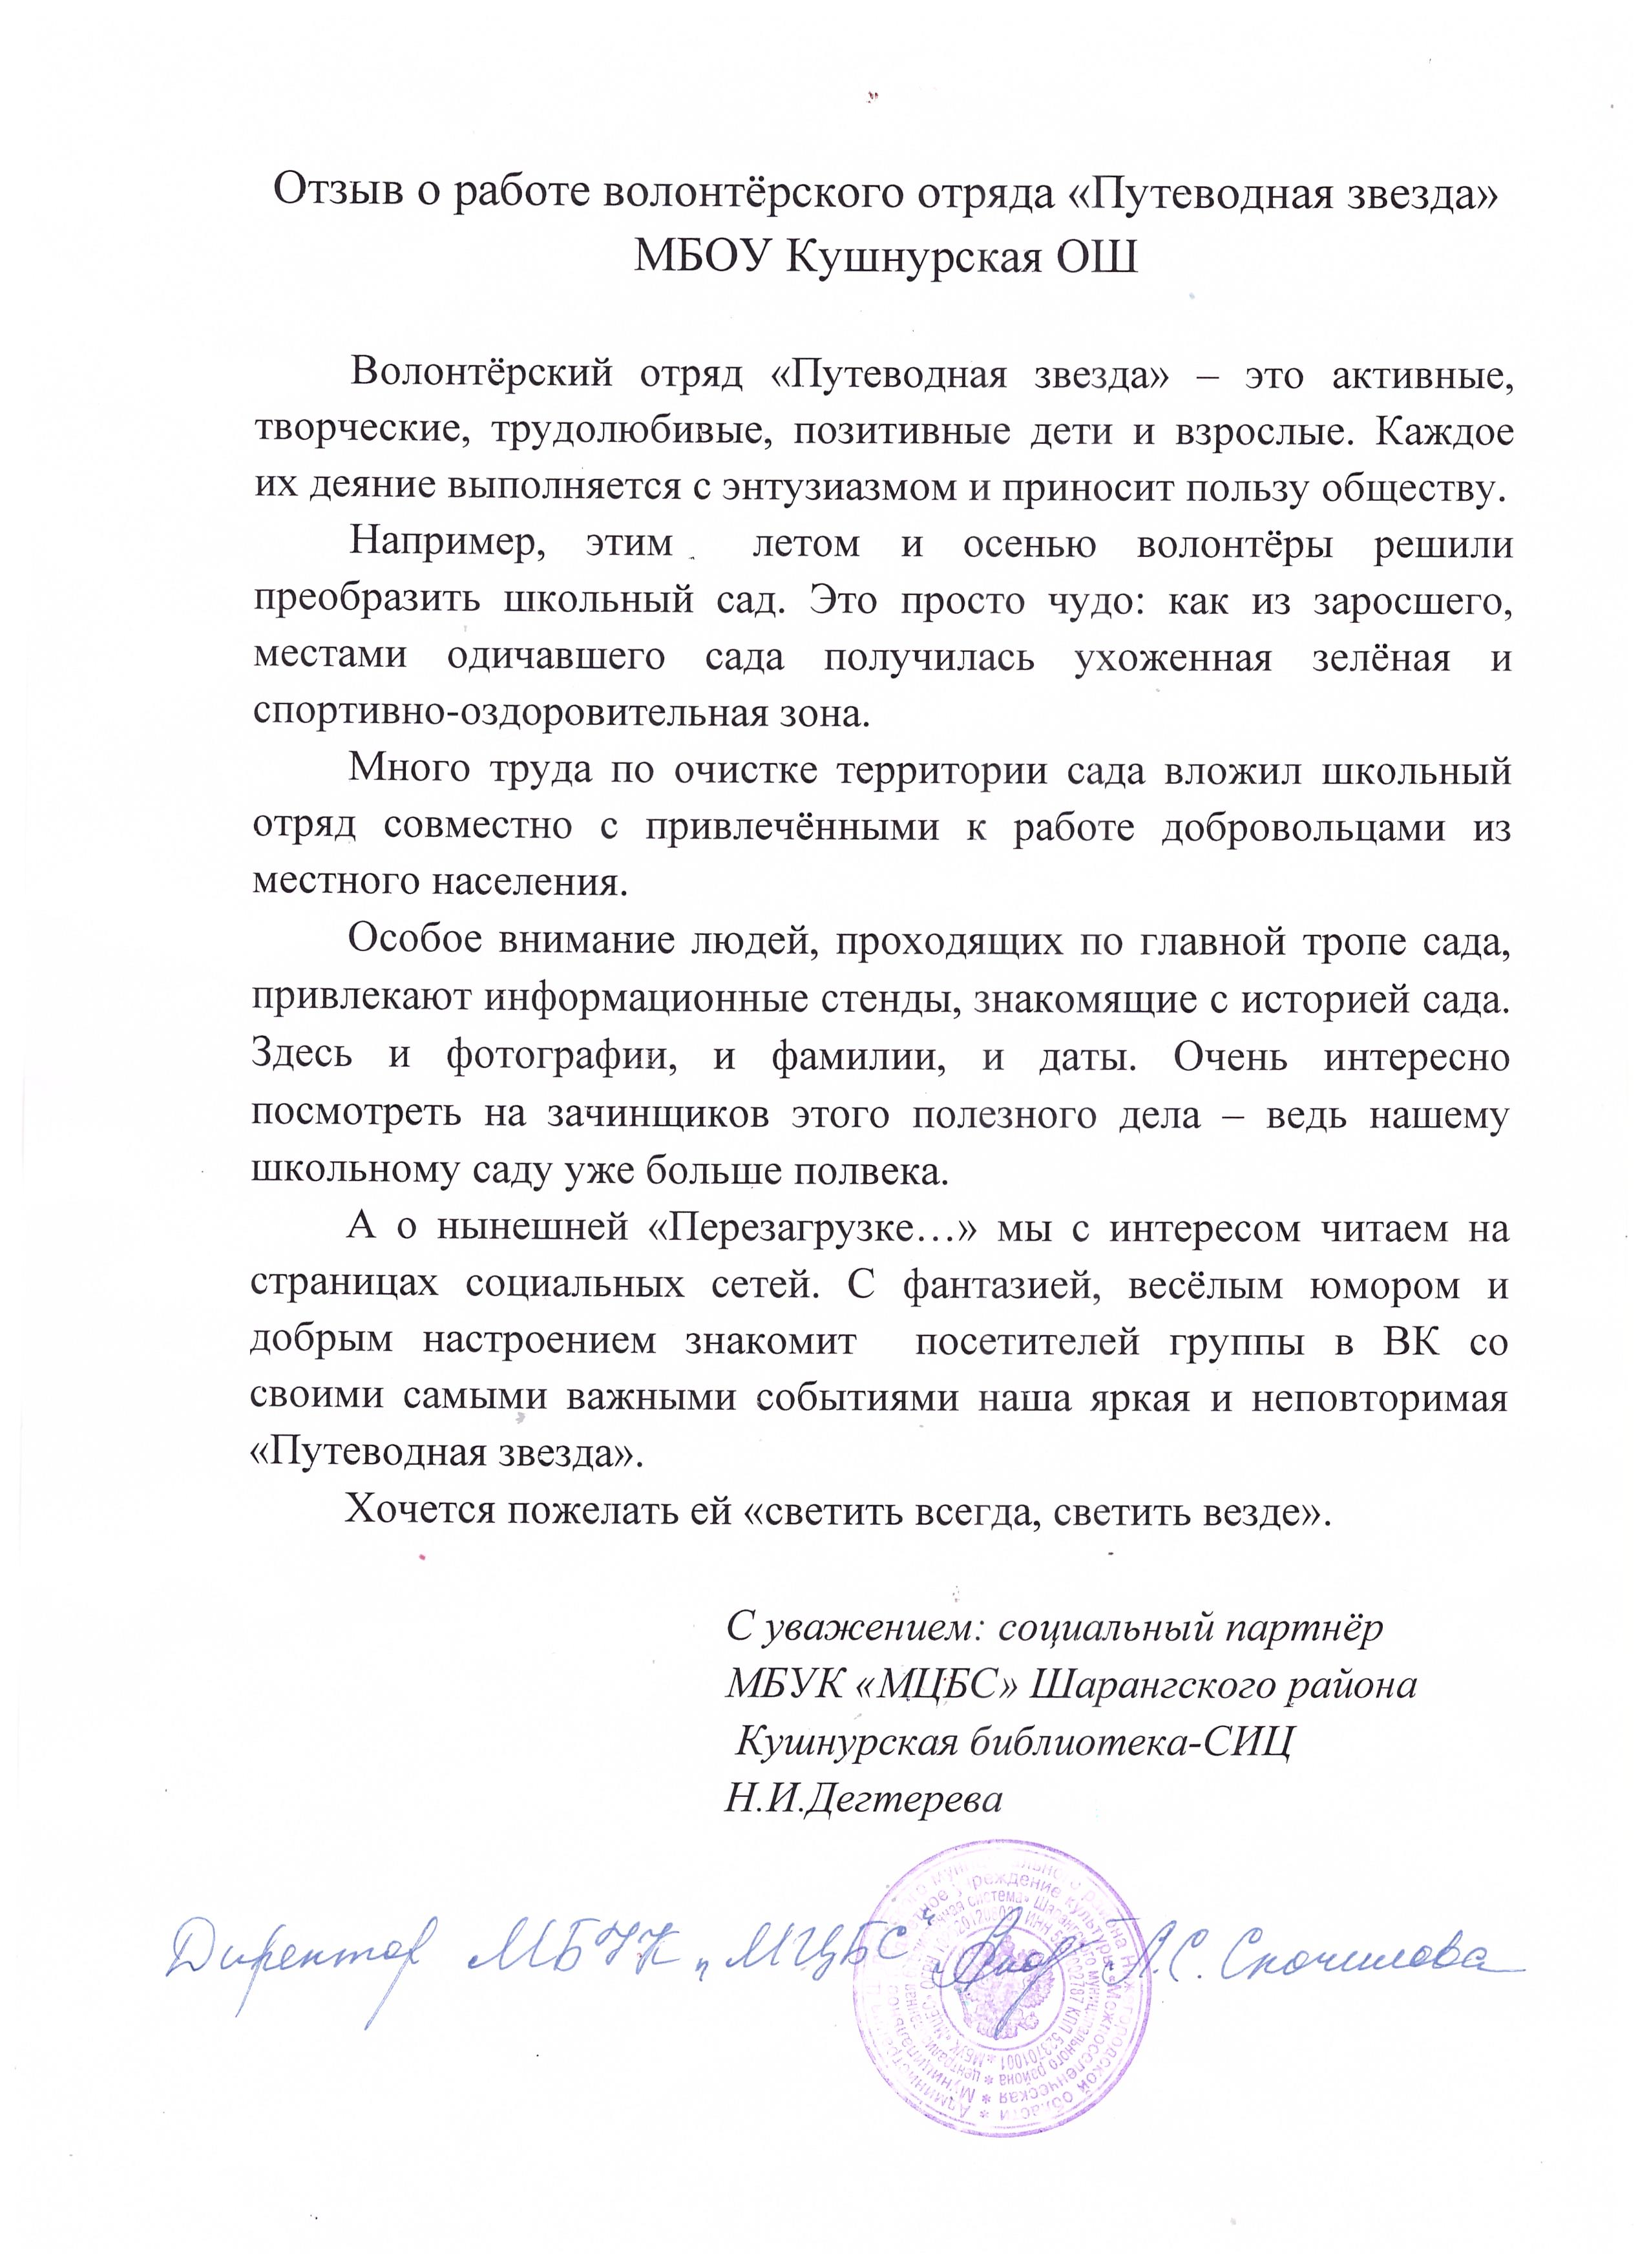 Отзыв о работе волонтёрского отряда «Путеводная звезда»
МБОУ Кушнурская ОШ
Волонтёрский отряд «Путеводная звезда» – это активные,
творческие, трудолюбивые, позитивные дети и взрослые. Каждое
их деяние выполняется с энтузиазмом и приносит пользу обществу.
Например, этим летом и осенью волонтёры решили
преобразить школьный сад. Это просто чудо: как из заросшего,
местами одичавшего сада получилась ухоженная зелёная и
спортивно-оздоровительная зона.
Много труда по очистке территории сада вложил школьный
отряд совместно с привлечёнными к работе добровольцами из
местного населения.
Особое внимание людей, проходящих по главной тропе сада,
привлекают информационные стенды, знакомящие с историей сада.
Здесь и фотографии, и фамилии, и даты. Очень интересно
посмотреть на зачинщиков этого полезного дела – ведь нашему
школьному саду уже больше полвека.
А о нынешней «Перезагрузке…» мы с интересом читаем на
страницах социальных сетей. С фантазией, весёлым юмором и
добрым настроением знакомит посетителей группы в ВК со
своими самыми важными событиями наша яркая и неповторимая
«Путеводная звезда».
Хочется пожелать ей «светить всегда, светить везде».
С уважением: социальный партнёр
МБУК «МЦБС» Шарангского района
Кушнурская библиотека-СИЦ
Н.И.Дегтерева
Директор МБУК „МЦБС“ А.С.